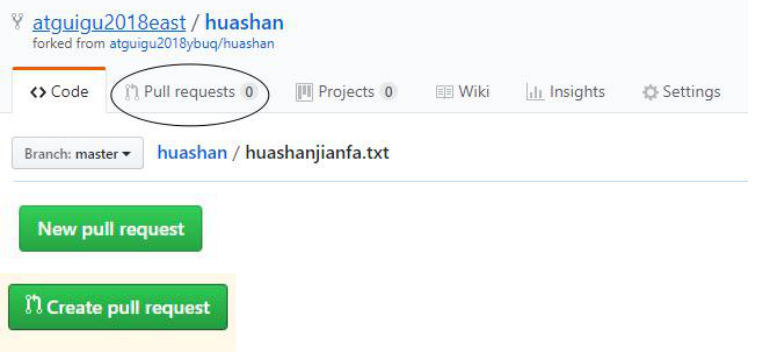 atguigu2018east / huashan
forked from atguigu2018ybuq/huashan
<> Code Pull requests 0 Projects 0 Wiki Insights Settings
Branch: master huashan / huashanjianfa.txt
New pull request
Create pull request